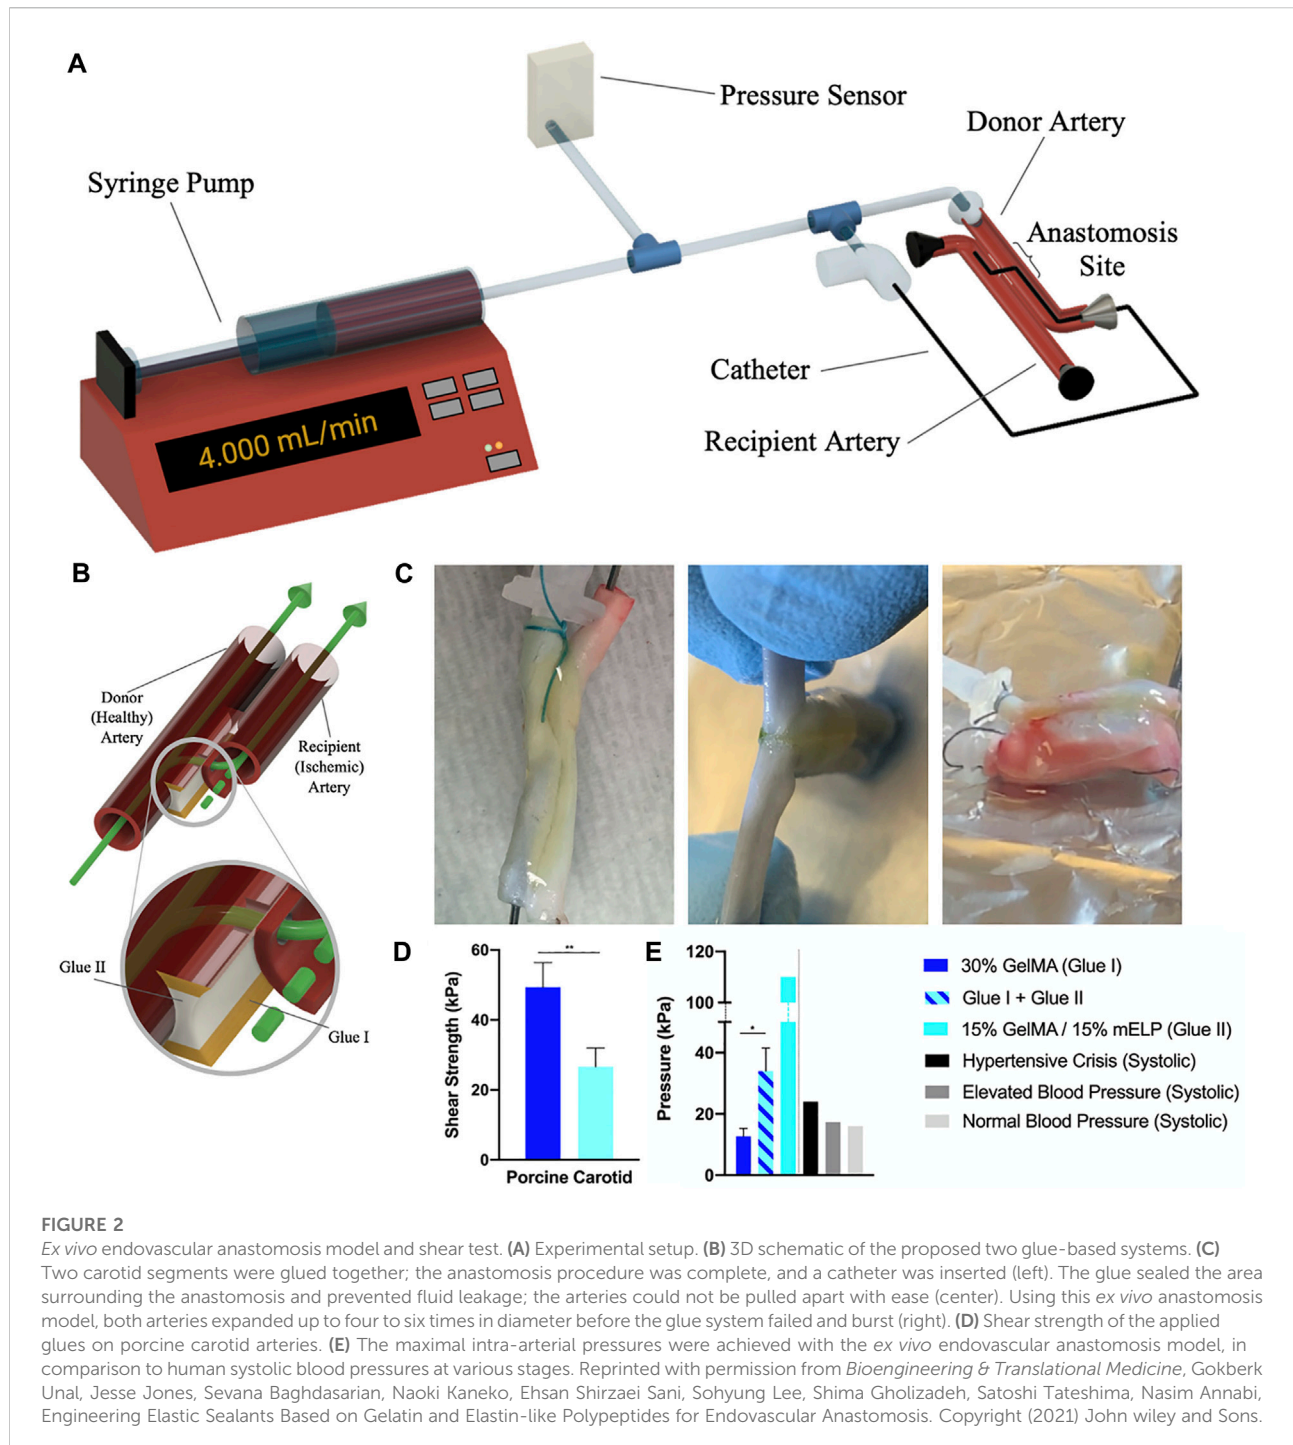 A
Pressure Sensor
Donor Artery
Syringe Pump
Anastomosis
Site
Catheter
Recipient Artery
4.000 mL/min
B
Donor
(Healthy)
Artery
Recipient
(Ischemic)
Artery
Glue II
Glue I
C
D
Shear Strength (kPa)
60
40
20
0
**
Porcine Carotid
E
Pressure (kPa)
120
100
40
20
0
*
30% GelMA (Glue I)
Glue I + Glue II
15% GelMA / 15% mELP (Glue II)
Hypertensive Crisis (Systolic)
Elevated Blood Pressure (Systolic)
Normal Blood Pressure (Systolic)
FIGURE 2
Ex vivo endovascular anastomosis model and shear test. (A) Experimental setup. (B) 3D schematic of the proposed two glue-based systems. (C)
Two carotid segments were glued together; the anastomosis procedure was complete, and a catheter was inserted (left). The glue sealed the area
surrounding the anastomosis and prevented fluid leakage; the arteries could not be pulled apart with ease (center). Using this ex vivo anastomosis
model, both arteries expanded up to four to six times in diameter before the glue system failed and burst (right). (D) Shear strength of the applied
glues on porcine carotid arteries. (E) The maximal intra-arterial pressures were achieved with the ex vivo endovascular anastomosis model, in
comparison to human systolic blood pressures at various stages. Reprinted with permission from Bioengineering & Translational Medicine, Gokberk
Unal, Jesse Jones, Sevana Baghdasarian, Naoki Kaneko, Ehsan Shirzaei Sani, Sohyung Lee, Shima Gholizadeh, Satoshi Tateshima, Nasim Annabi,
Engineering Elastic Sealants Based on Gelatin and Elastin-like Polypeptides for Endovascular Anastomosis. Copyright (2021) John wiley and Sons.